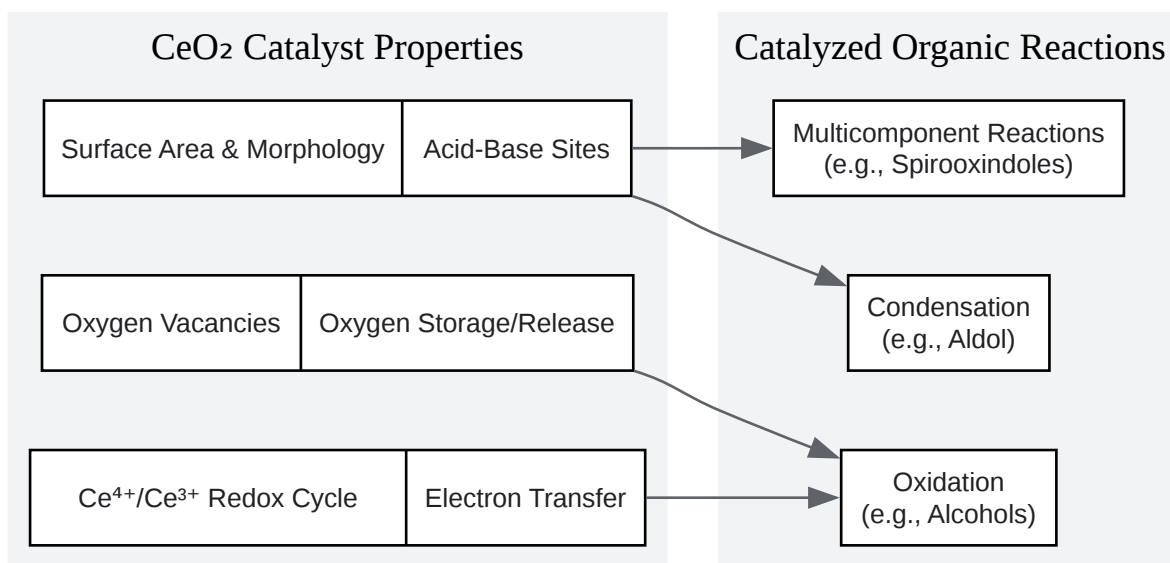 CeO₂ Catalyst Properties
Surface Area & Morphology
Acid-Base Sites
Oxygen Vacancies
Oxygen Storage/Release
Ce⁴⁺/Ce³⁺ Redox Cycle
Electron Transfer
Catalyzed Organic Reactions
Multicomponent Reactions
(e.g., Spirooxindoles)
Condensation
(e.g., Aldol)
Oxidation
(e.g., Alcohols)